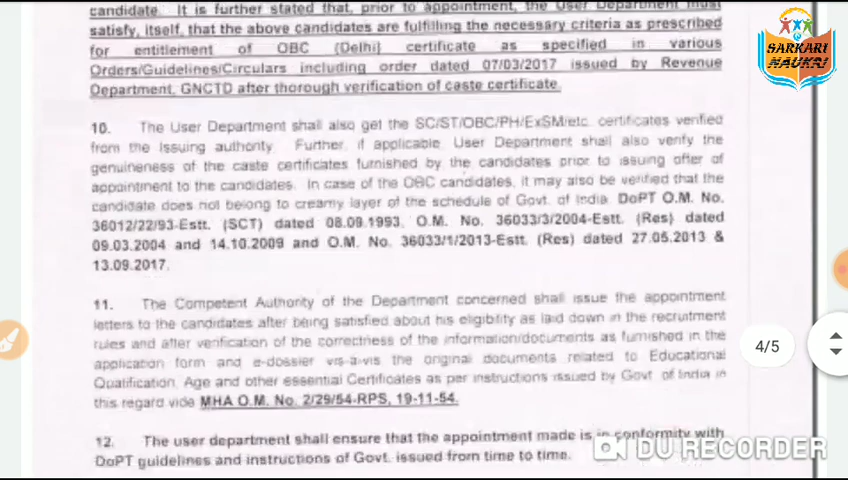 candidate. It is further stated that, prior to appointment, the User Department must
satisfy, itself, that the above candidates are fulfilling the necessary criteria as prescribed
for entitlement of OBC (Delhi) certificate as specified in various
Orders/Guidelines/Circulars including order dated 07/03/2017 issued by Revenue
Department, GNCTD after thorough verification of caste certificate.
10. The User Department shall also get the SC/ST/OBC/PH/ExSM/etc. certificates verified
from the issuing authority. Further, if applicable, User Department shall also verify the
genuineness of the caste certificates furnished by the candidates prior to issuing offer of
appointment to the candidates. In case of the OBC candidates, it may also be verified that the
candidate does not belong to creamy layer of the schedule of Govt. of India DoPT O.M. No.
36012/22/93-Estt. (SCT) dated 08.09.1993, O.M. No. 36033/3/2004-Estt. (Res) dated
09.03.2004 and 14.10.2009 and O.M. No. 36033/1/2013-Estt. (Res) dated 27.05.2013 &
13.09.2017.
11. The Competent Authority of the Department concerned shall issue the appointment
letters to the candidates after being satisfied about his eligibility as laid down in the recruitment
rules and after verification of the correctness of the information/documents as furnished in the
application form and e-dossier vis-a-vis the original documents related to Educational
Qualification, Age and other essential Certificates as per instructions issued by Govt. of India in
this regard vide MHA O.M. No. 2/29/54-RPS, 19-11-54.
12. The user department shall ensure that the appointment made is in conformity with
DoPT guidelines and instructions of Govt. issued from time to time.
SARKARI
NAUKRI
4/5
DU RECORDER